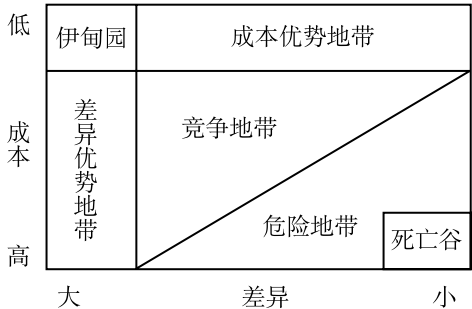 低
伊甸园
成本优势地带
成本
差异优势地带
竞争地带
危险地带
死亡谷
高
大
差异
小